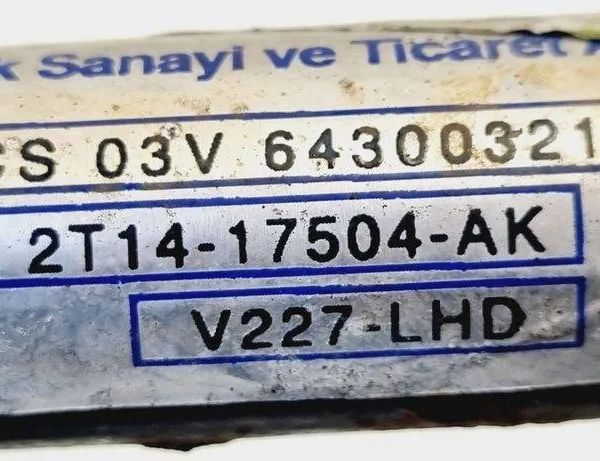 Sanayi ve Ticaret
CS 03V 64300321
2T14-17504-AK
V227-LHD